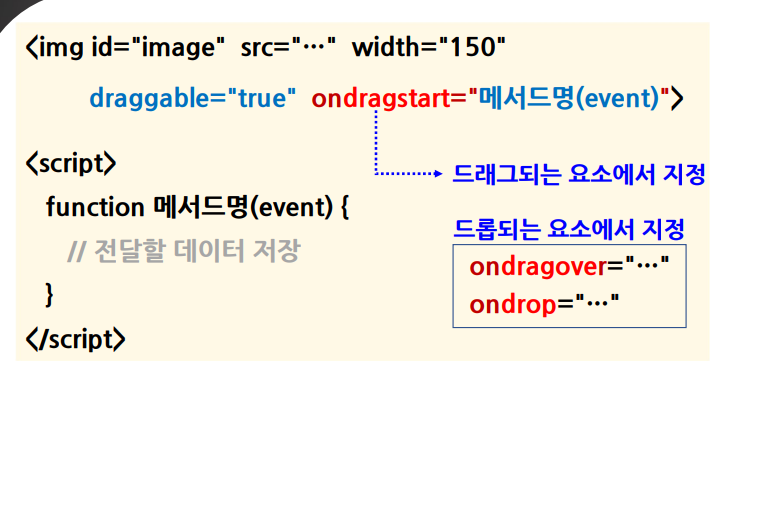 <img id="image" src="…" width="150"
draggable="true" ondragstart="메서드명(event)">
<script>
드래그되는 요소에서 지정
function 메서드명(event) {
드롭되는 요소에서 지정
// 전달할 데이터 저장
ondragover="…"
}
ondrop="…"
</script>